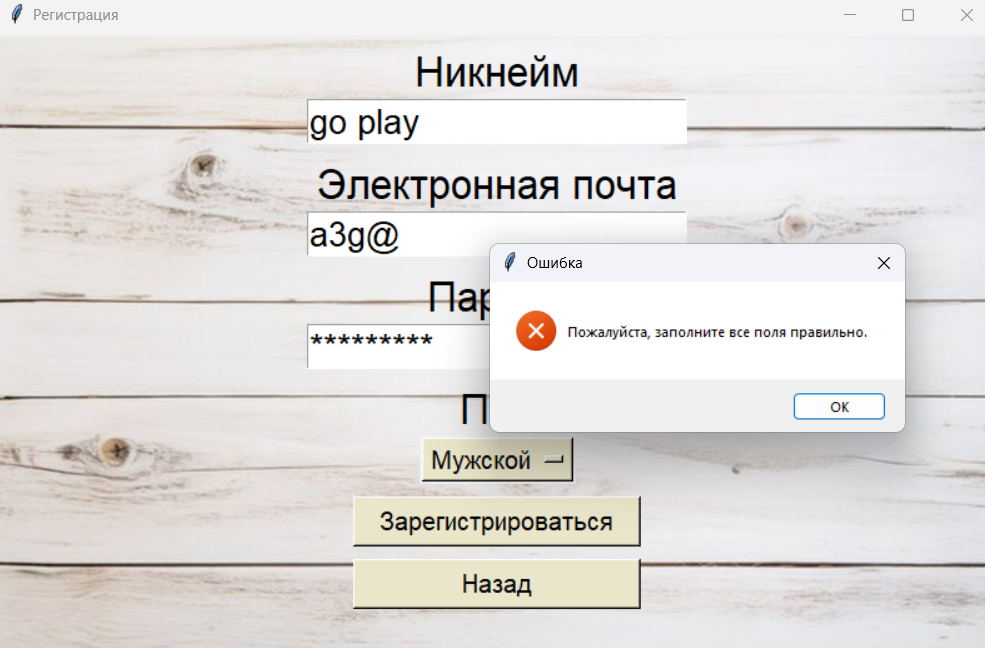 Регистрация
Никнейм
go play
Электронная почта
a3g@
Ошибка
Пожалуйста, заполните все поля правильно.
OK
*********
Мужской
Зарегистрироваться
Назад